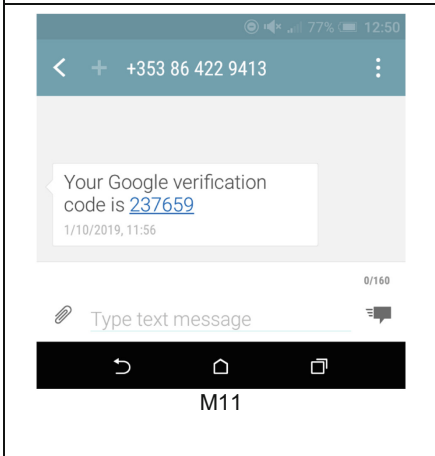 77% 12:50
+353 86 422 9413
Your Google verification
code is 237659
1/10/2019, 11:56
0/160
Type text message
M11